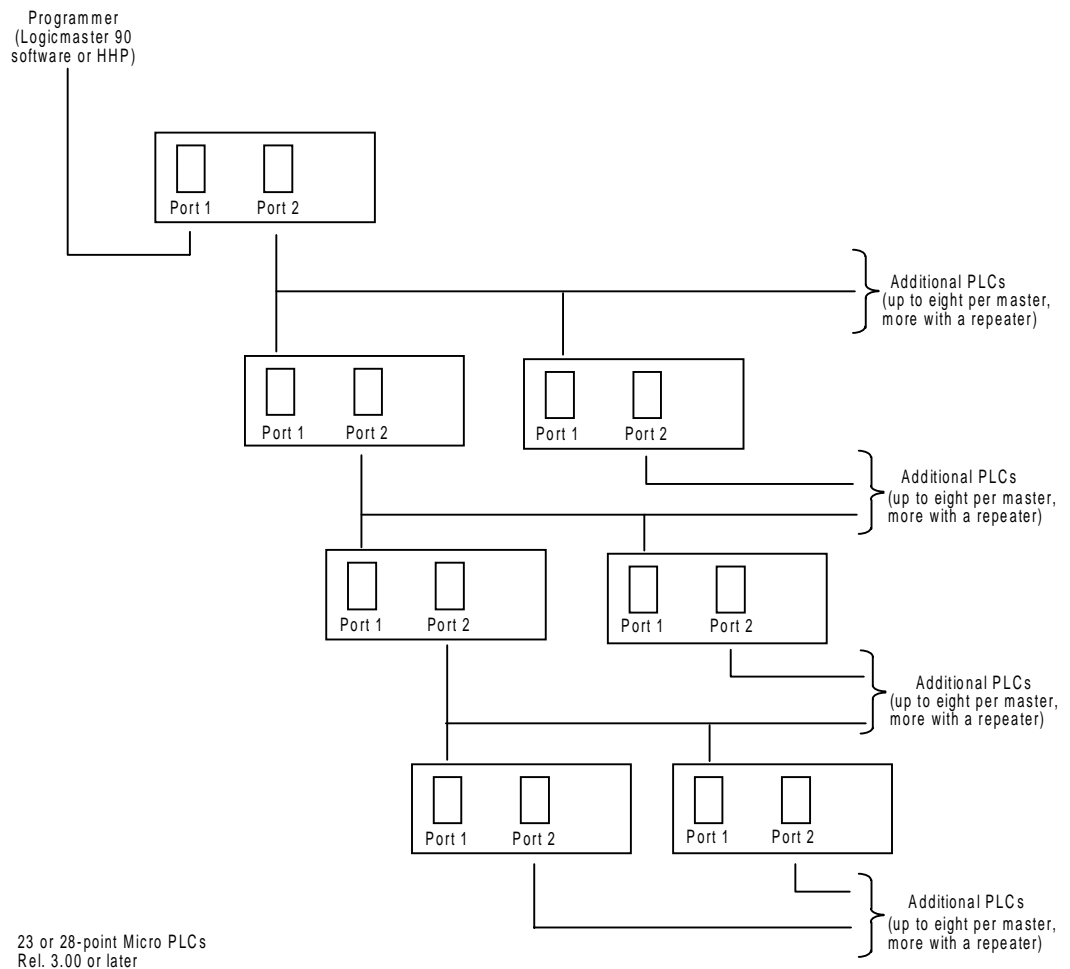 Programmer
(Logicmaster 90
software or HHP)
Port 1 Port 2
Additional PLCs
(up to eight per master,
more with a repeater)
Port 1 Port 2
Port 1 Port 2
Additional PLCs
(up to eight per master,
more with a repeater)
Port 1 Port 2
Port 1 Port 2
Additional PLCs
(up to eight per master,
more with a repeater)
Port 1 Port 2
Port 1 Port 2
Additional PLCs
(up to eight per master,
more with a repeater)
23 or 28-point Micro PLCs
Rel. 3.00 or later